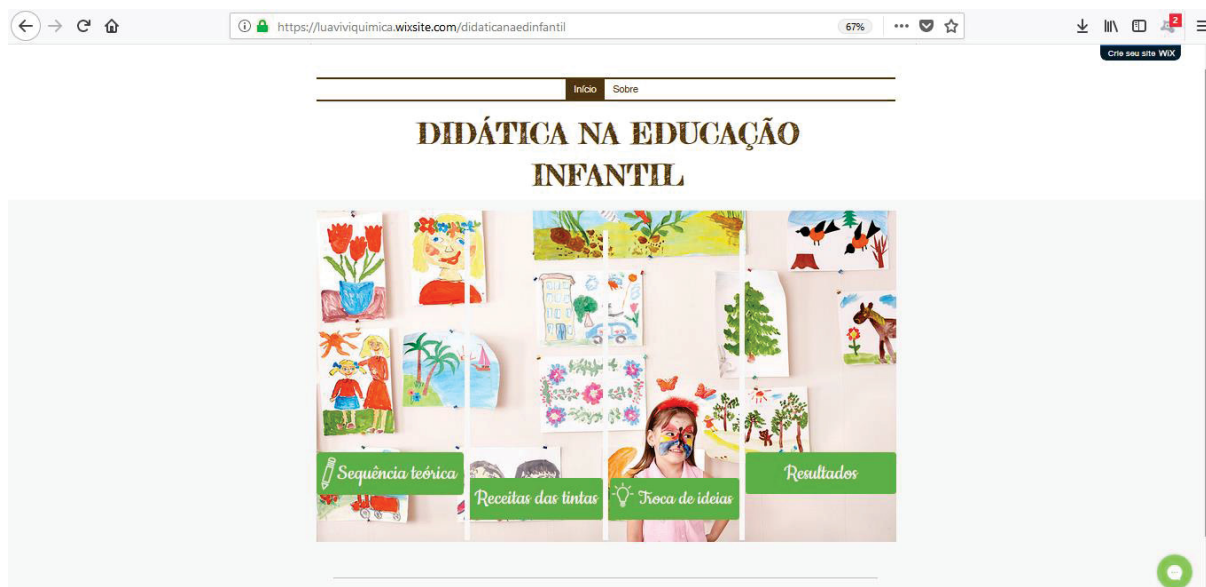 https://luaviviquimica.wixsite.com/didaticanaedinfantil
67%
2
Crie seu site WiX
Início Sobre
DIDÁTICA NA EDUCAÇÃO
INFANTIL
Sequência teórica
Receitas das tintas
Troca de ideias
Resultados